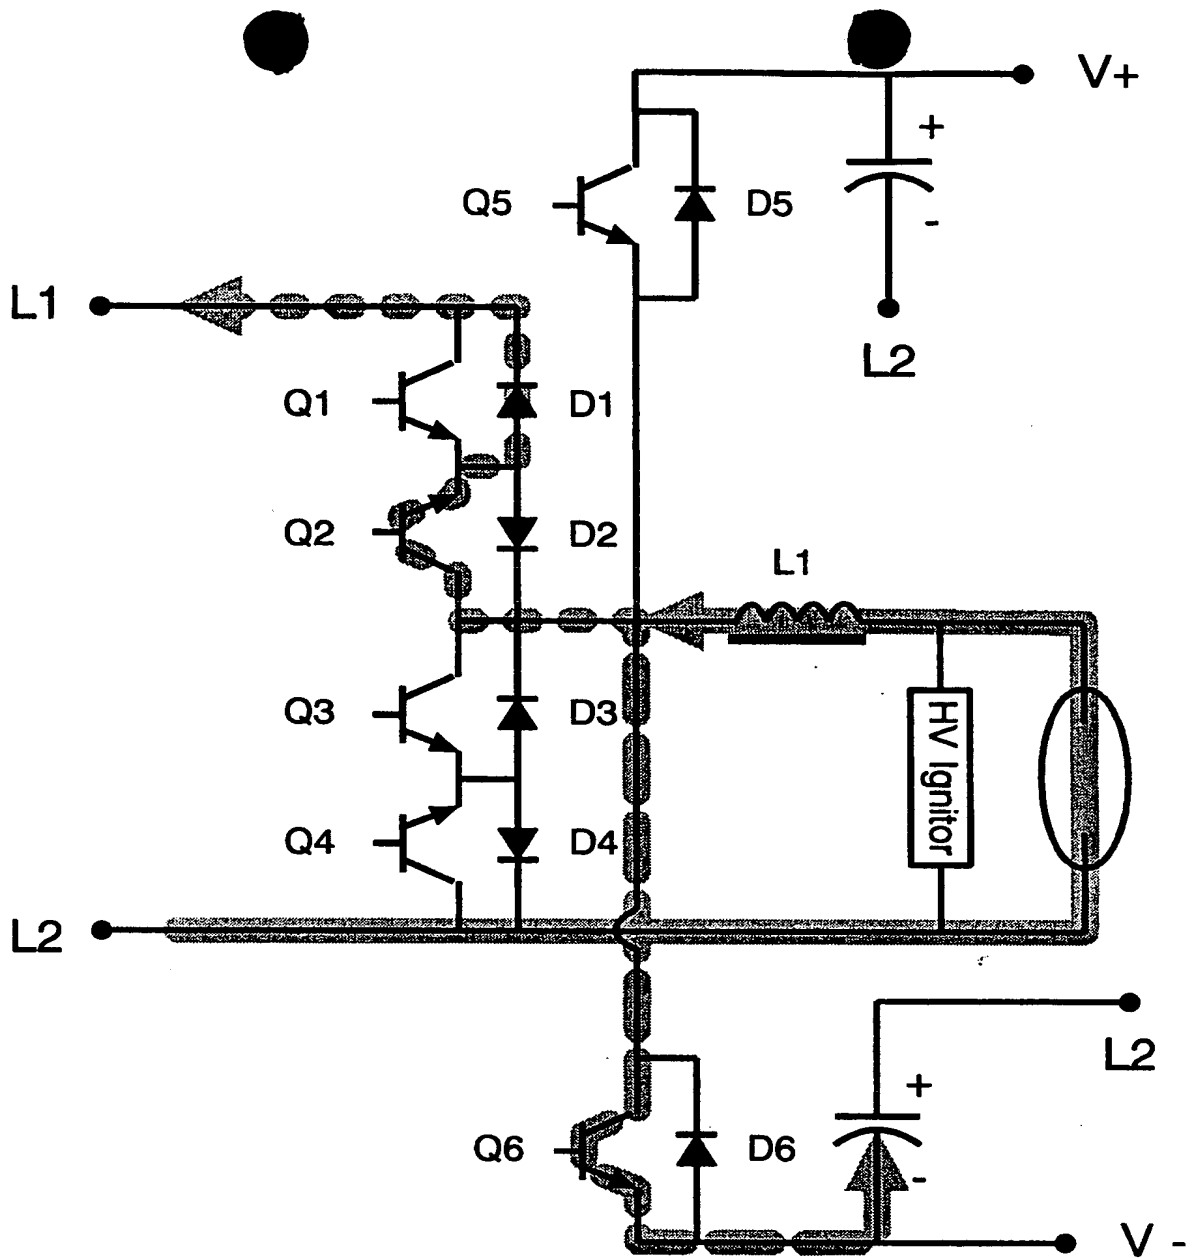 V+
+
Q5
D5
-
L1
L2
Q1
D1
Q2
D2
L1
Q3
D3
HV Ignitor
Q4
D4
L2
L2
+
Q6
D6
-
V -